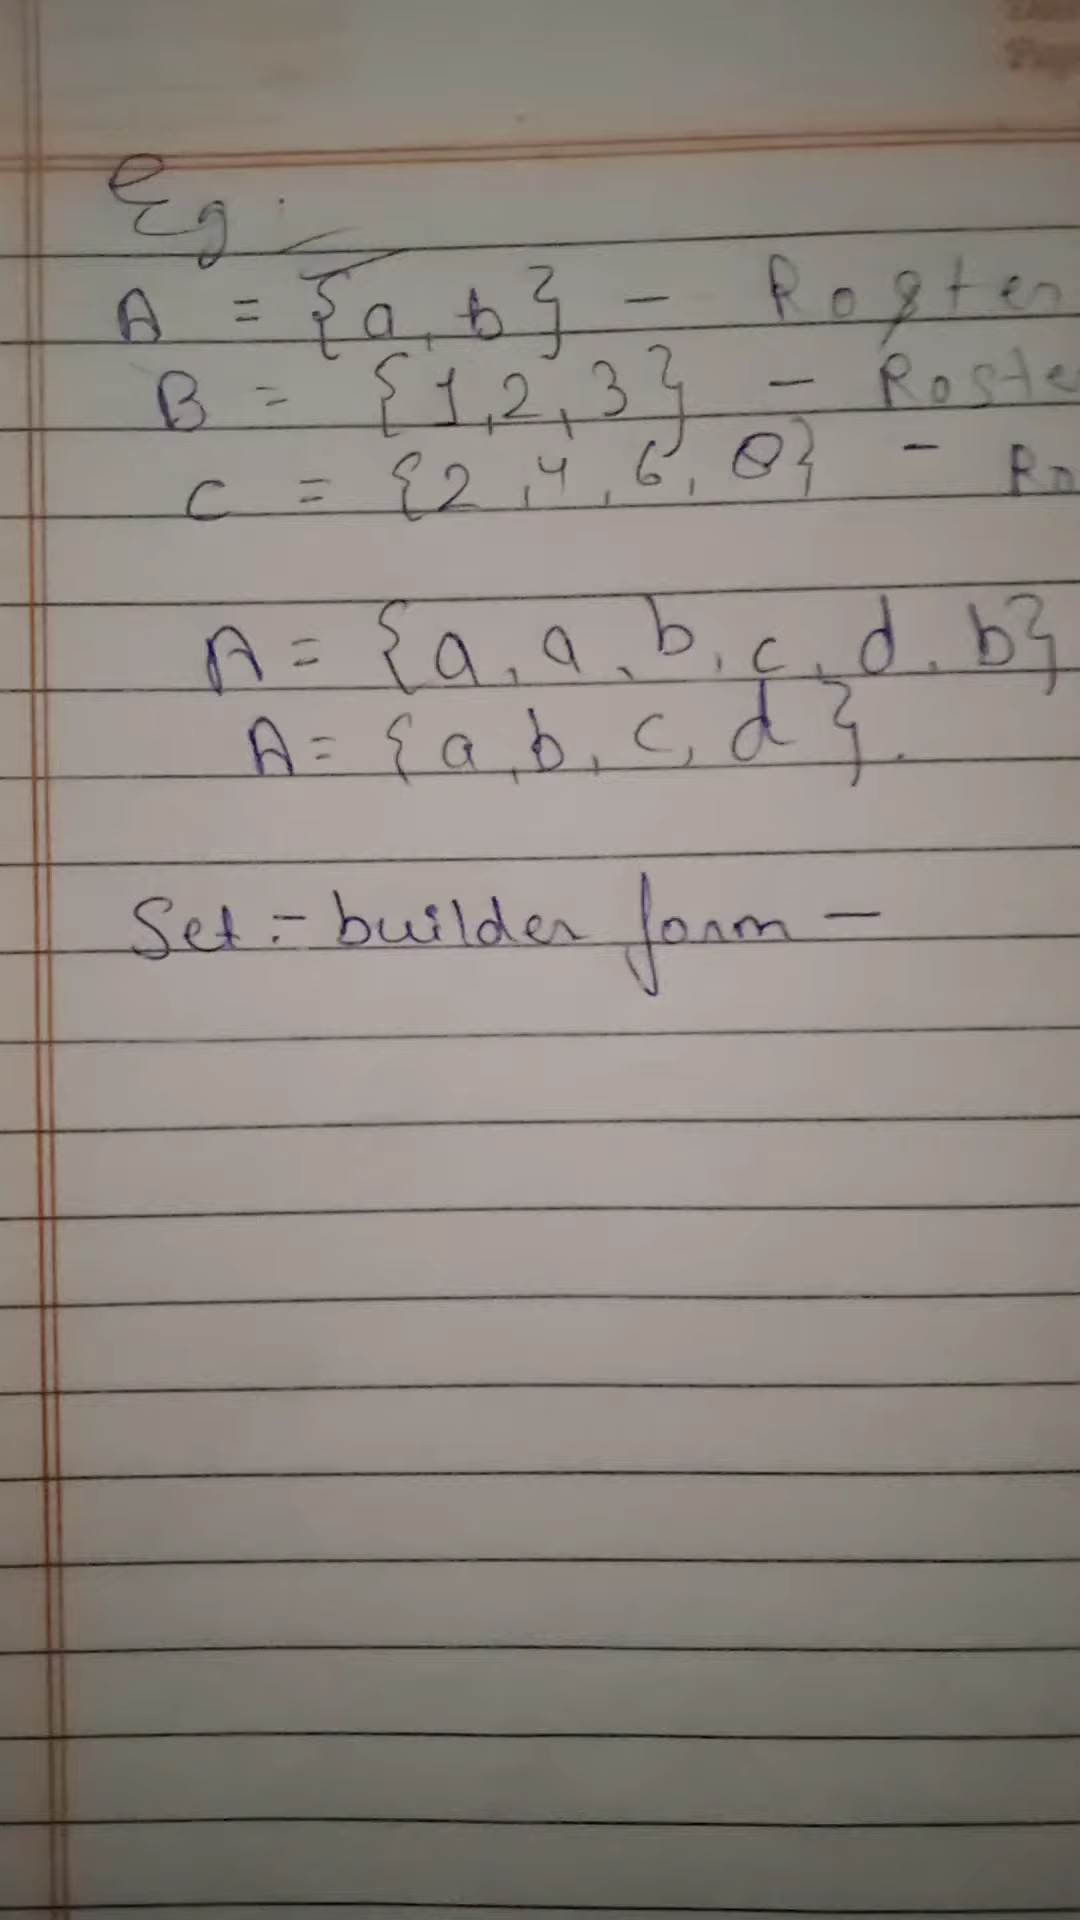 Eg.
A = {a, b} - Roster
B = {1, 2, 3} - Roste
C = {2, 4, 6, 8} - Ro
A = {a, a, b, c, d, b}
A = {a, b, c, d}.
Set :- builder form -